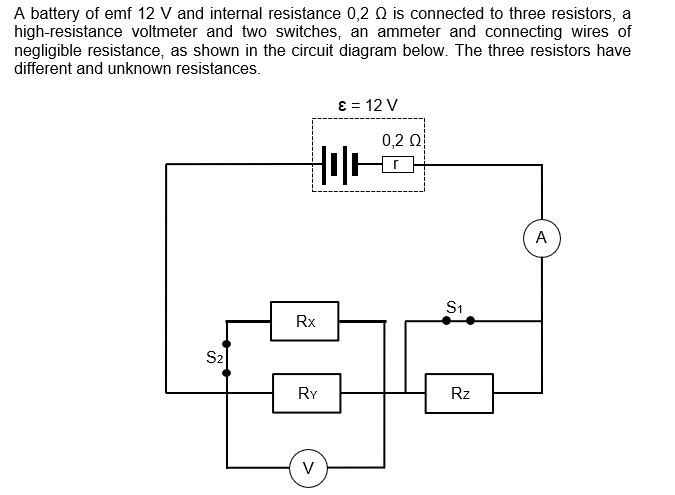 A battery of emf 12 V and internal resistance 0,2 Ω is connected to three resistors, a
high-resistance voltmeter and two switches, an ammeter and connecting wires of
negligible resistance, as shown in the circuit diagram below. The three resistors have
different and unknown resistances.
ε = 12 V
0,2 Ω
r
A
S1
RX
S2
RY
RZ
V